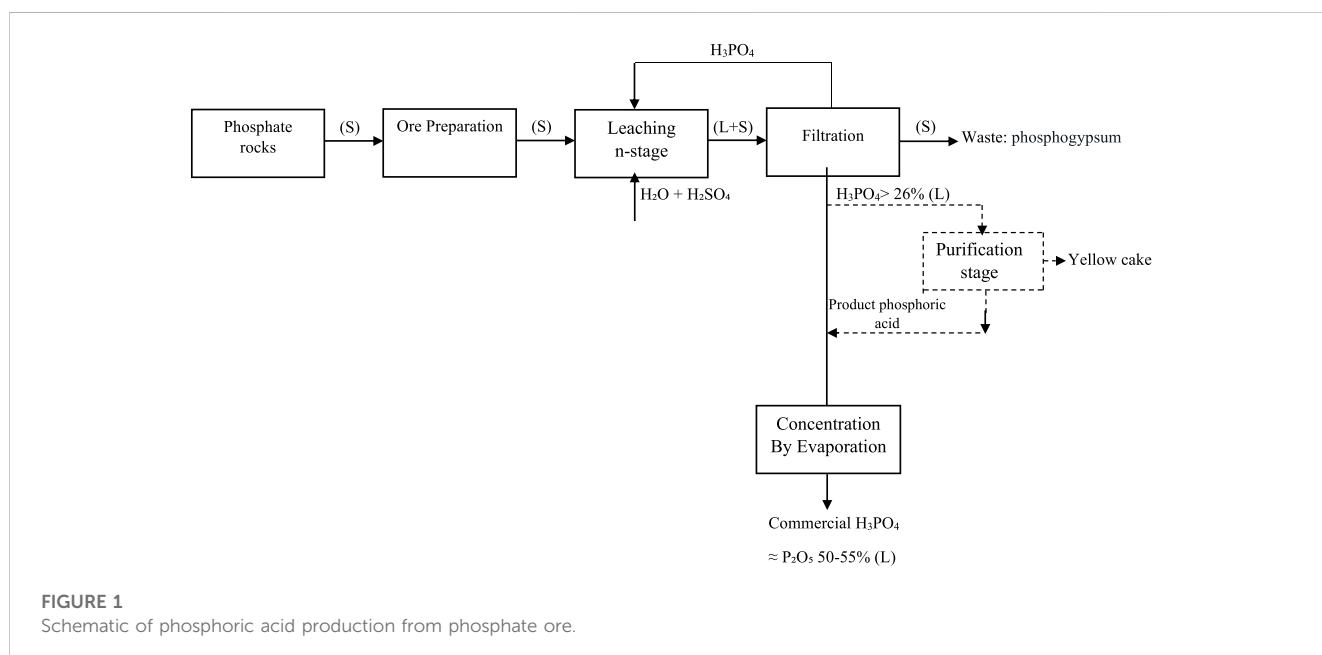 H₃PO₄
Phosphate
rocks
(S)
Ore Preparation
(S)
Leaching
n-stage
(L+S)
Filtration
(S)
Waste: phosphogypsum
H₂O + H₂SO₄
H₃PO₄> 26% (L)
Purification
stage
Yellow cake
Product phosphoric
acid
Concentration
By Evaporation
Commercial H₃PO₄
≈ P₂O₅ 50-55% (L)
FIGURE 1
Schematic of phosphoric acid production from phosphate ore.